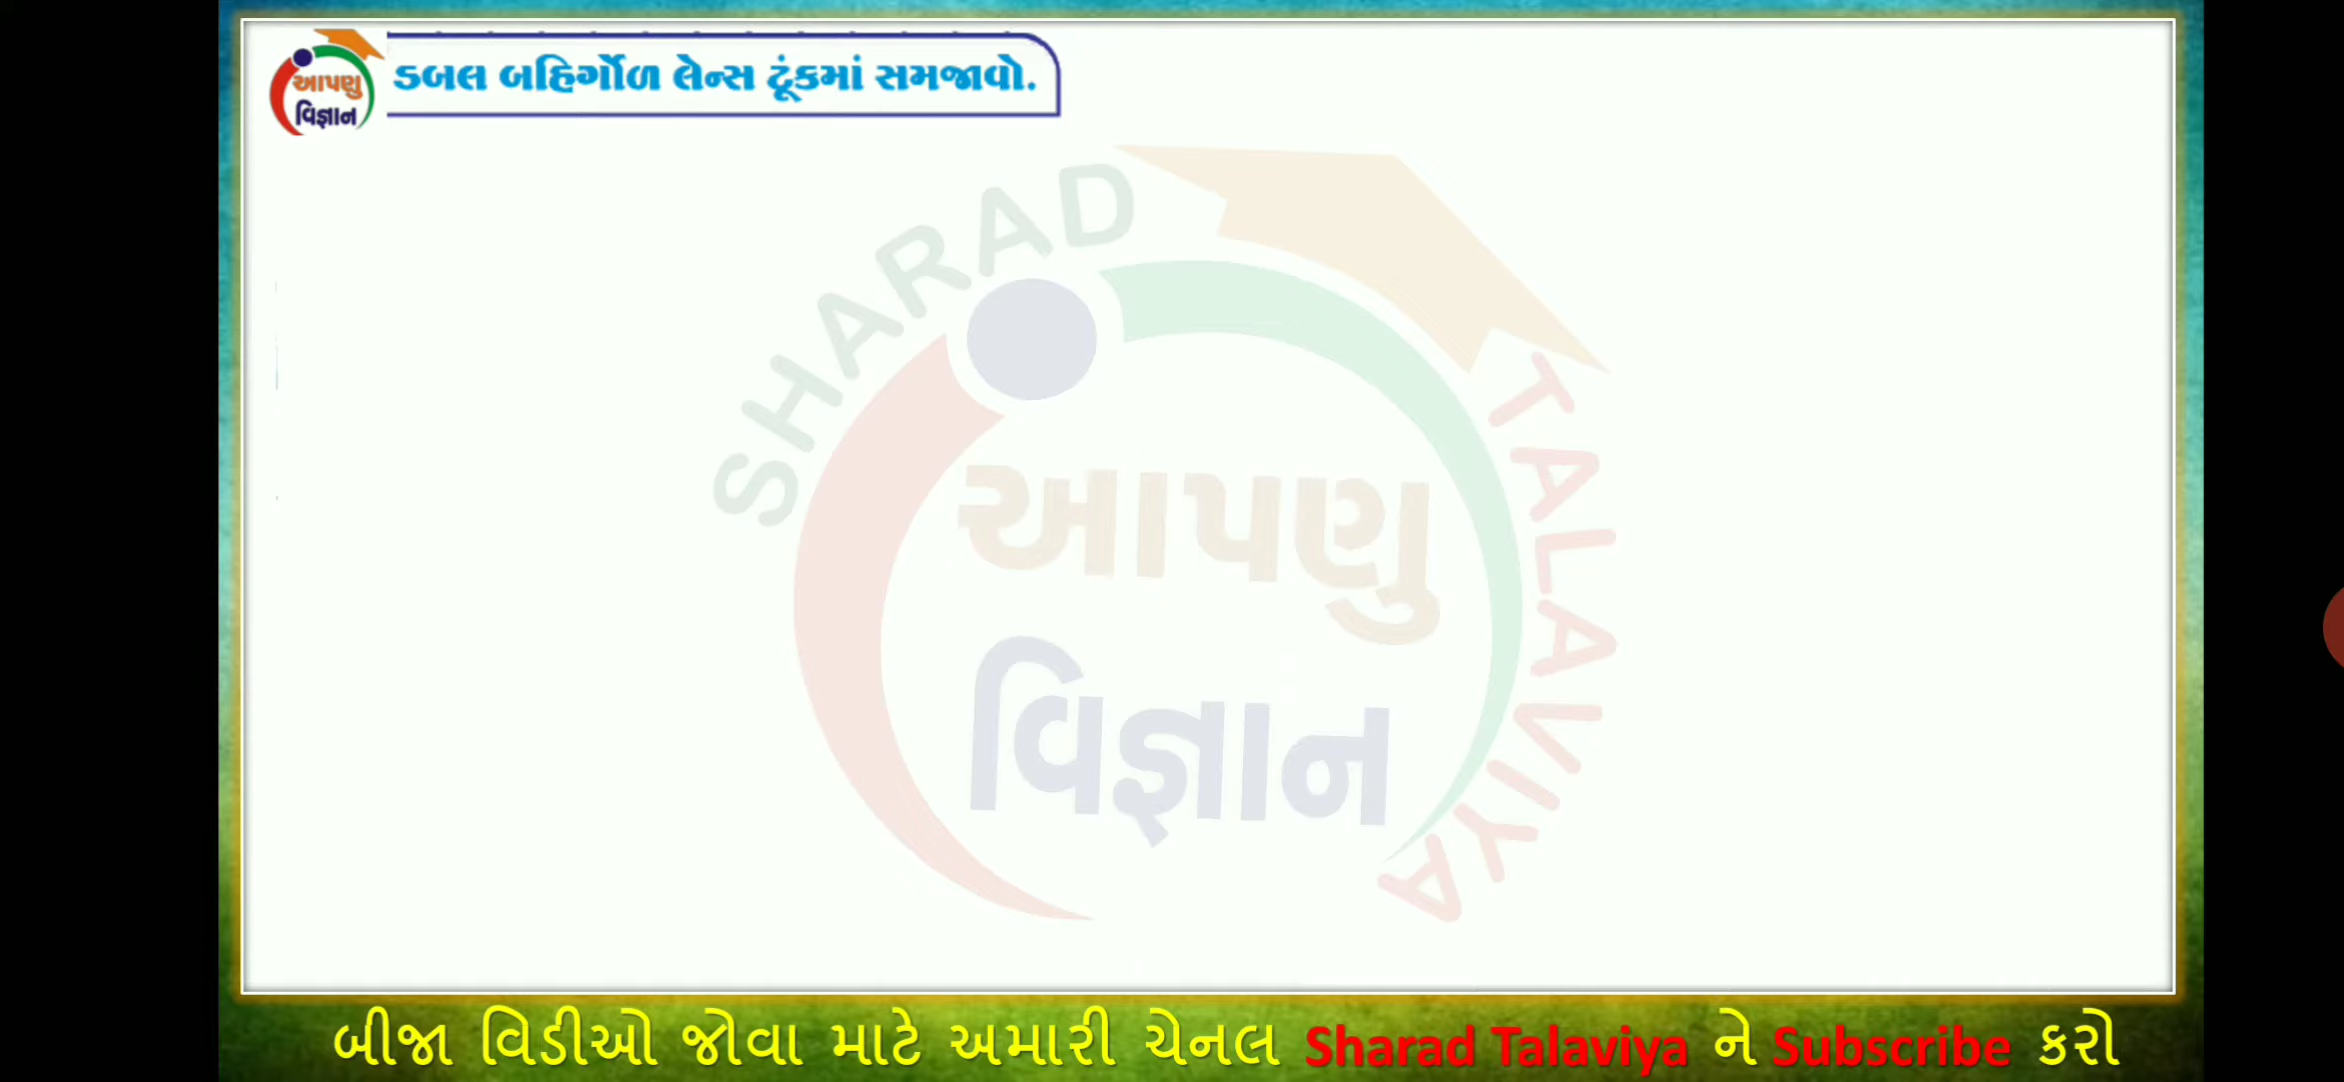 આપણુ
વિજ્ઞાન
ડબલ બહિર્ગોળ લેન્સ ટૂંકમાં સમજાવો.
SHARAD TALAVIYA
આપણુ
વિજ્ઞાન
બીજા વિડીઓ જોવા માટે અમારી ચેનલ Sharad Talaviya ને Subscribe કરો